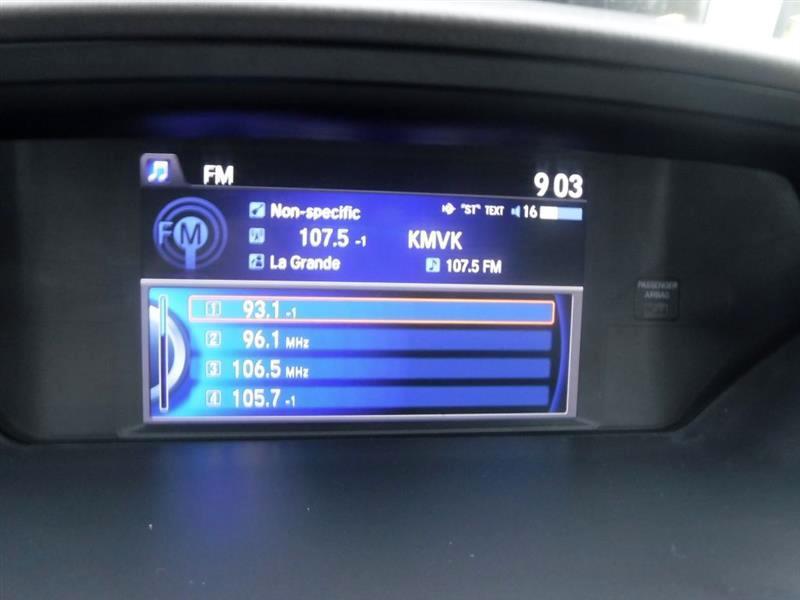 FM 9 03
FM Non-specific "ST" TEXT 16
107.5 -1 KMVK
La Grande 107.5 FM
1 93.1 -1
2 96.1 MHz
3 106.5 MHz
4 105.7 -1
PASSENGER
AIRBAG